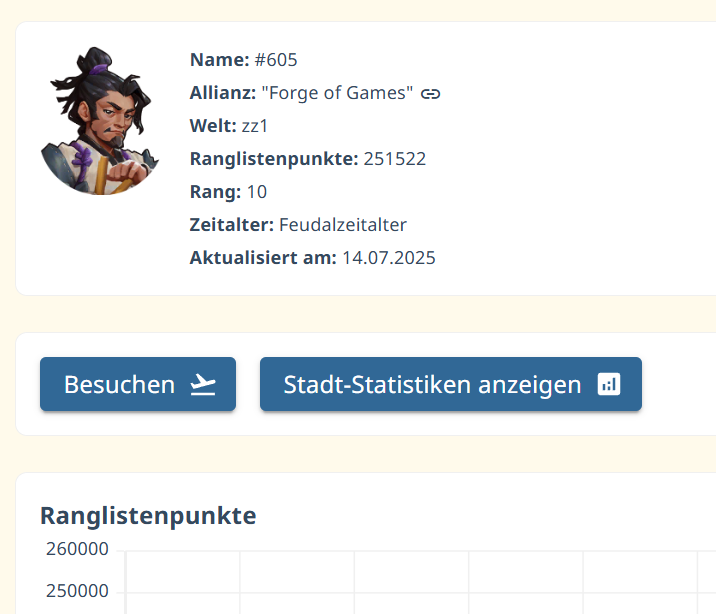 Name: #605
Allianz: "Forge of Games"
Welt: zz1
Ranglistenpunkte: 251522
Rang: 10
Zeitalter: Feudalzeitalter
Aktualisiert am: 14.07.2025
Besuchen
Stadt-Statistiken anzeigen
Ranglistenpunkte
260000
250000